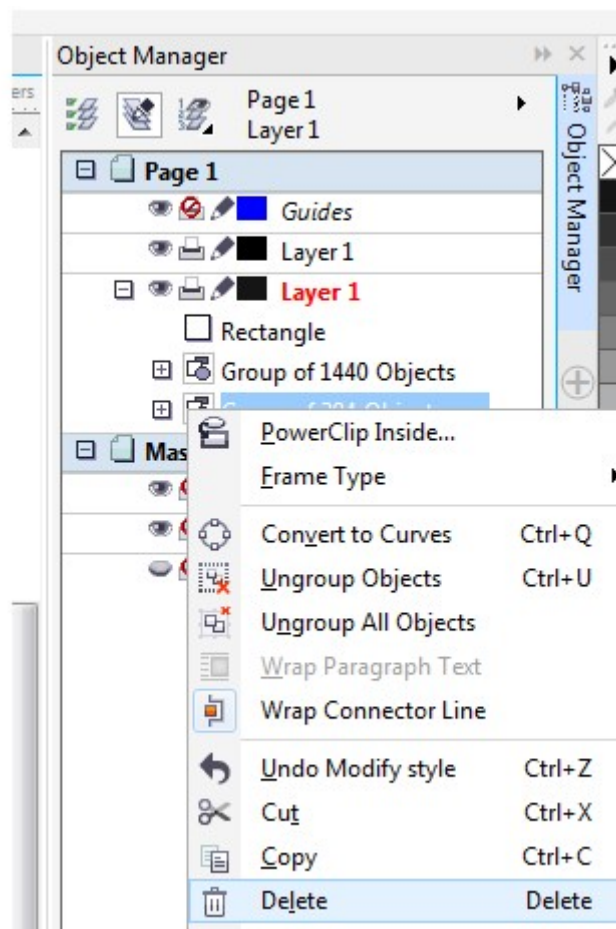 Object Manager
ers
Page 1
Layer 1
Object Manager
Page 1
Guides
Layer 1
Layer 1
Rectangle
Group of 1440 Objects
Mas
PowerClip Inside...
Frame Type
Convert to Curves Ctrl+Q
Ungroup Objects Ctrl+U
Ungroup All Objects
Wrap Paragraph Text
Wrap Connector Line
Undo Modify style Ctrl+Z
Cut Ctrl+X
Copy Ctrl+C
Delete Delete